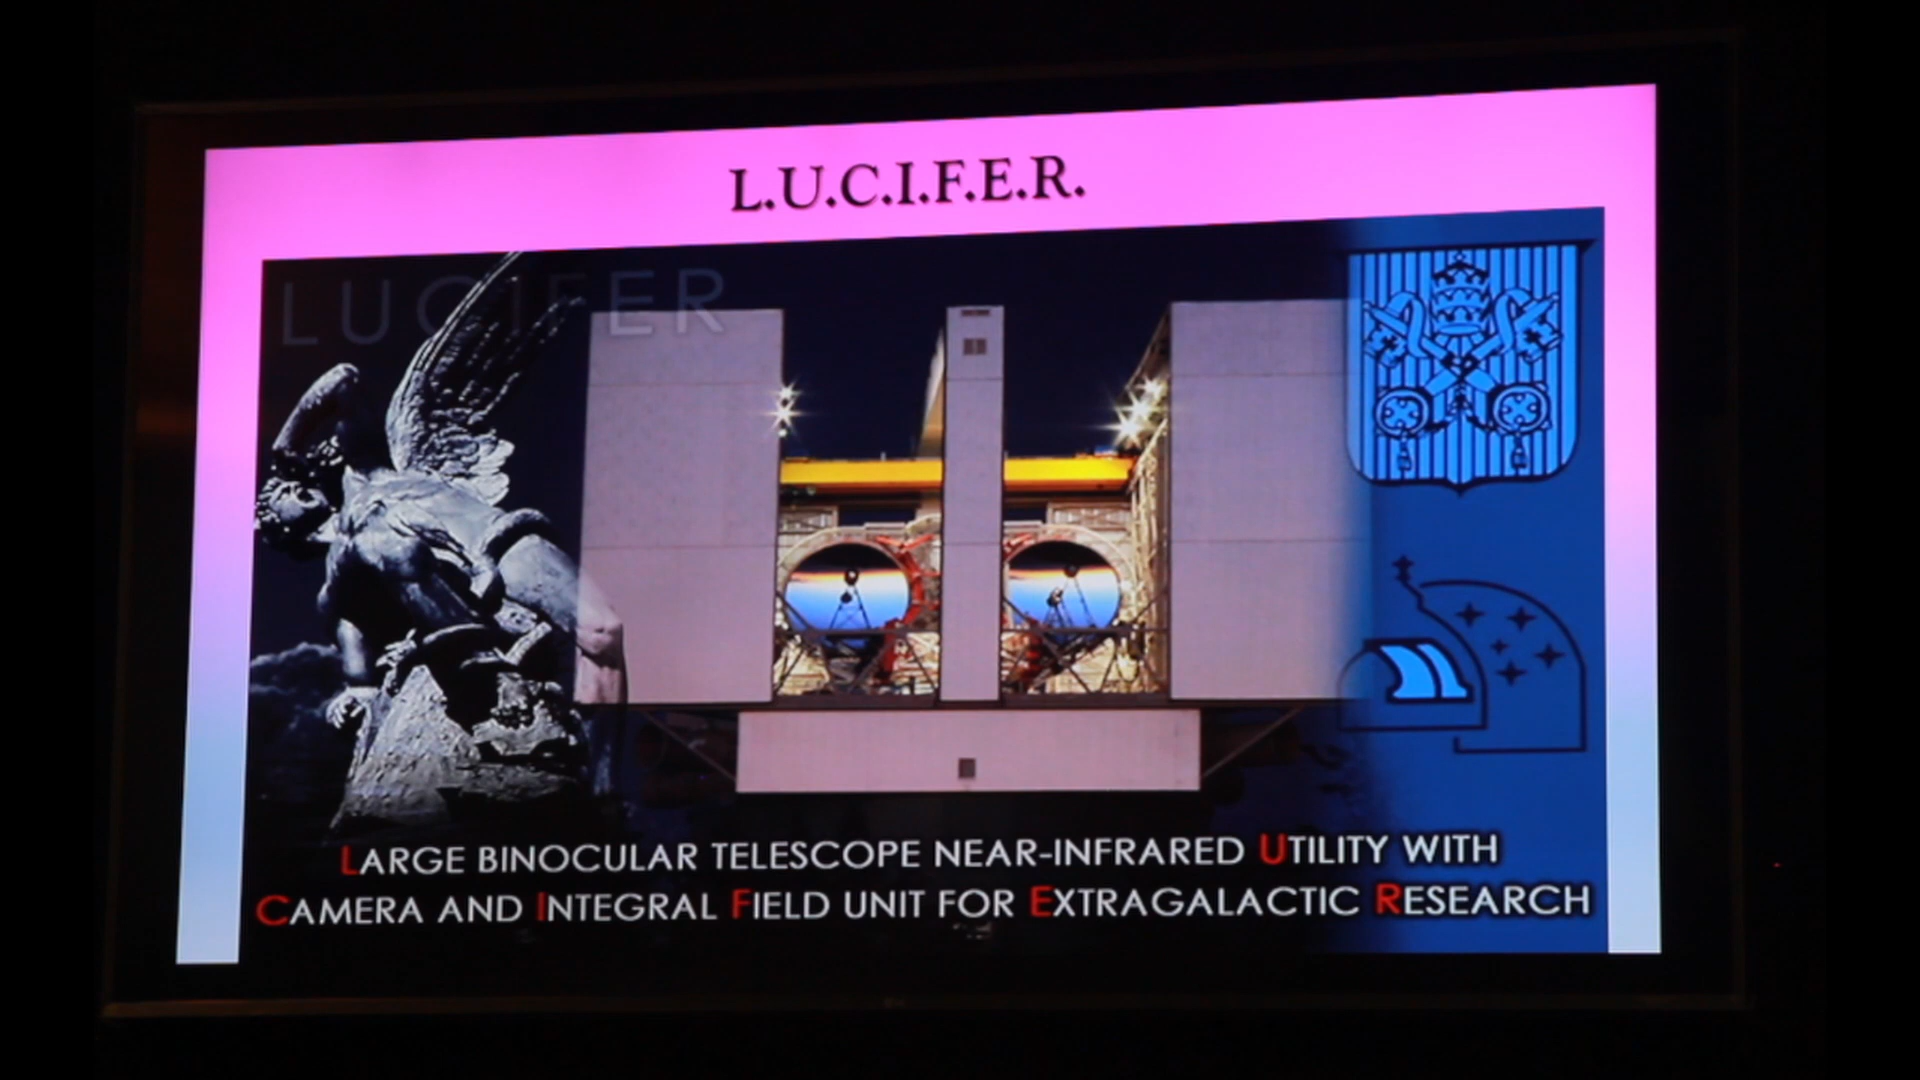 L.U.C.I.F.E.R.
LUCIFER
LARGE BINOCULAR TELESCOPE NEAR-INFRARED UTILITY WITH
CAMERA AND INTEGRAL FIELD UNIT FOR EXTRAGALACTIC RESEARCH